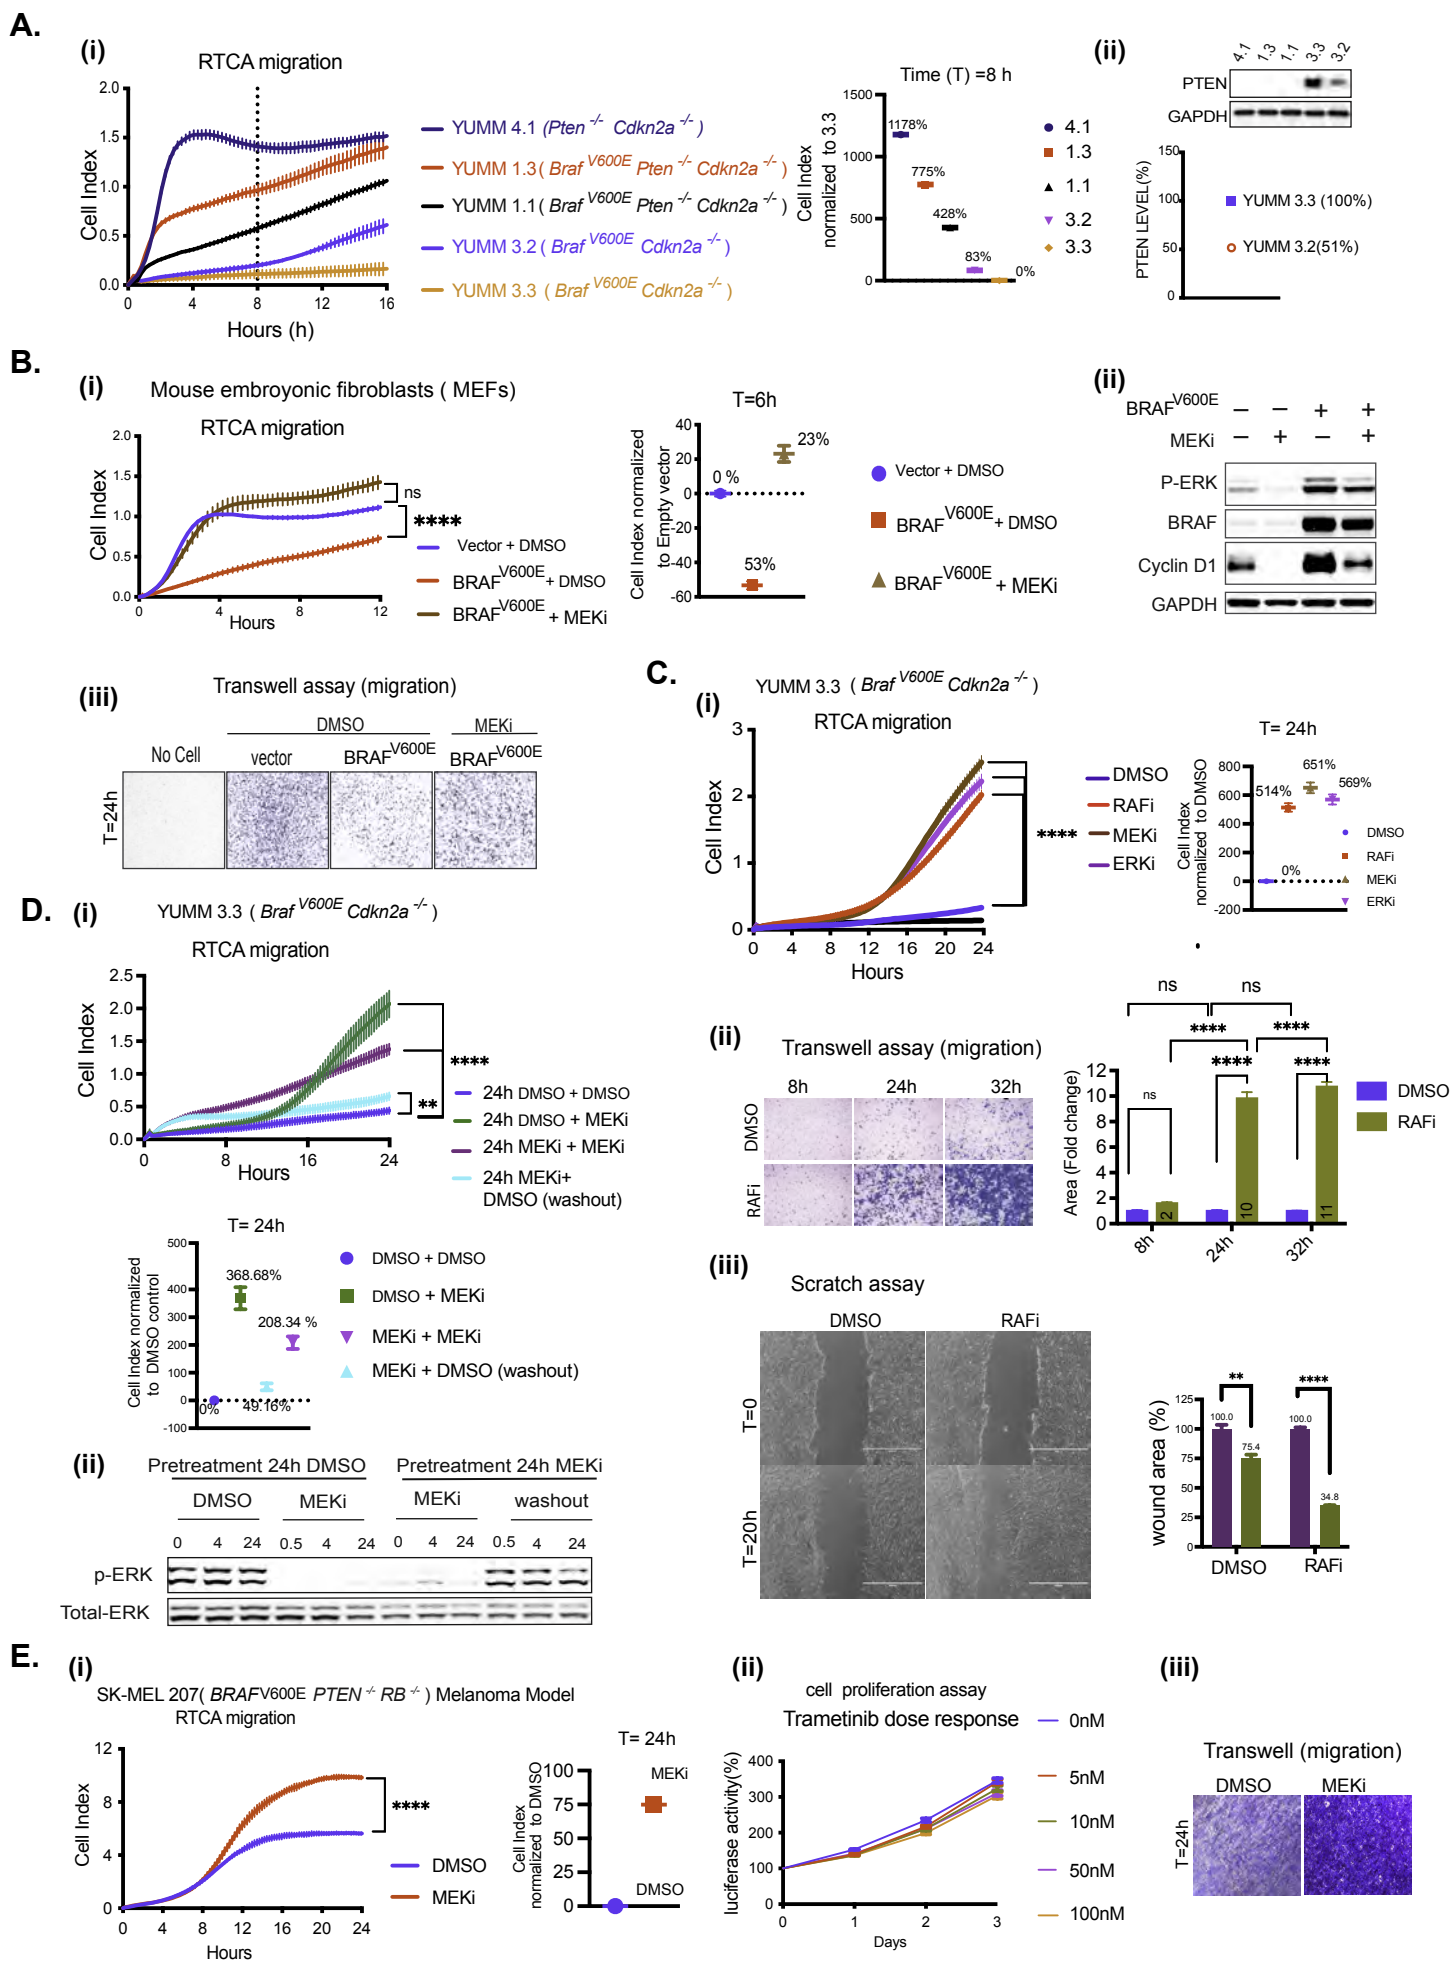 A.
(i)
RTCA migration
2.0
1.5
1.0
0.5
0.0
Cell Index
0 4 8 12 16
Hours (h)
YUMM 4.1 (Pten -/- Cdkn2a -/-)
YUMM 1.3 ( Braf V600E Pten -/- Cdkn2a -/-)
YUMM 1.1 ( Braf V600E Pten -/- Cdkn2a -/-)
YUMM 3.2 ( Braf V600E Cdkn2a -/-)
YUMM 3.3 ( Braf V600E Cdkn2a -/-)
Time (T) =8 h
Cell Index
normalized to 3.3
1500
1000
500
0
1178%
775%
428%
83%
0%
4.1
1.3
1.1
3.2
3.3
(ii)
4.1 1.3 1.1 3.3 3.2
PTEN
GAPDH
PTEN LEVEL(%)
150
100
50
0
YUMM 3.3 (100%)
YUMM 3.2(51%)
B.
(i)
Mouse embroyonic fibroblasts ( MEFs)
RTCA migration
Cell Index
2.0
1.5
1.0
0.5
0.0
0 4 8 12
Hours
ns
****
Vector + DMSO
BRAF V600E + DMSO
BRAF V600E + MEKi
T=6h
Cell Index normalized
to Empty vector
40
20
0
-20
-40
-60
0 %
53%
23%
Vector + DMSO
BRAF V600E + DMSO
BRAF V600E + MEKi
(ii)
BRAF V600E – – + +
MEKi – + – +
P-ERK
BRAF
Cyclin D1
GAPDH
(iii)
Transwell assay (migration)
DMSO MEKi
No Cell vector BRAF V600E BRAF V600E
T=24h
C.
(i)
YUMM 3.3 ( Braf V600E Cdkn2a -/- )
RTCA migration
Cell Index
3
2
1
0
0 4 8 12 16 20 24
Hours
****
DMSO
RAFi
MEKi
ERKi
T= 24h
Cell Index
normalized to DMSO
800
600
400
200
0
-200
514%
651%
569%
0%
DMSO
RAFi
MEKi
ERKi
(ii)
Transwell assay (migration)
8h 24h 32h
DMSO
RAFi
Area (Fold change)
12
10
8
6
4
2
0
ns ns
**** ****
ns **** ****
2 10 11
8h 24h 32h
DMSO
RAFi
(iii)
Scratch assay
DMSO RAFi
T=0
T=20h
wound area (%)
125
100
75
50
25
0
** ****
100.0 75.4 100.0 34.8
DMSO RAFi
D.
(i)
YUMM 3.3 ( Braf V600E Cdkn2a -/- )
RTCA migration
Cell Index
2.5
2.0
1.5
1.0
0.5
0.0
0 8 16 24
Hours
****
**
24h DMSO + DMSO
24h DMSO + MEKi
24h MEKi + MEKi
24h MEKi+
DMSO (washout)
T= 24h
Cell Index normalized
to DMSO control
500
400
300
200
100
0
-100
368.68%
208.34 %
0%
49.16%
DMSO + DMSO
DMSO + MEKi
MEKi + MEKi
MEKi + DMSO (washout)
(ii)
Pretreatment 24h DMSO Pretreatment 24h MEKi
DMSO MEKi MEKi washout
0 4 24 0.5 4 24 0 4 24 0.5 4 24
p-ERK
Total-ERK
E.
(i)
SK-MEL 207( BRAFV600E PTEN -/- RB -/- ) Melanoma Model
RTCA migration
Cell Index
12
8
4
0
0 4 8 12 16 20 24
Hours
****
DMSO
MEKi
T= 24h
Cell Index
normalized to DMSO
100
75
50
25
0
MEKi
DMSO
(ii)
cell proliferation assay
Trametinib dose response
luciferase activity(%)
400
300
200
100
0
0 1 2 3
Days
0nM
5nM
10nM
50nM
100nM
(iii)
Transwell (migration)
DMSO MEKi
T=24h